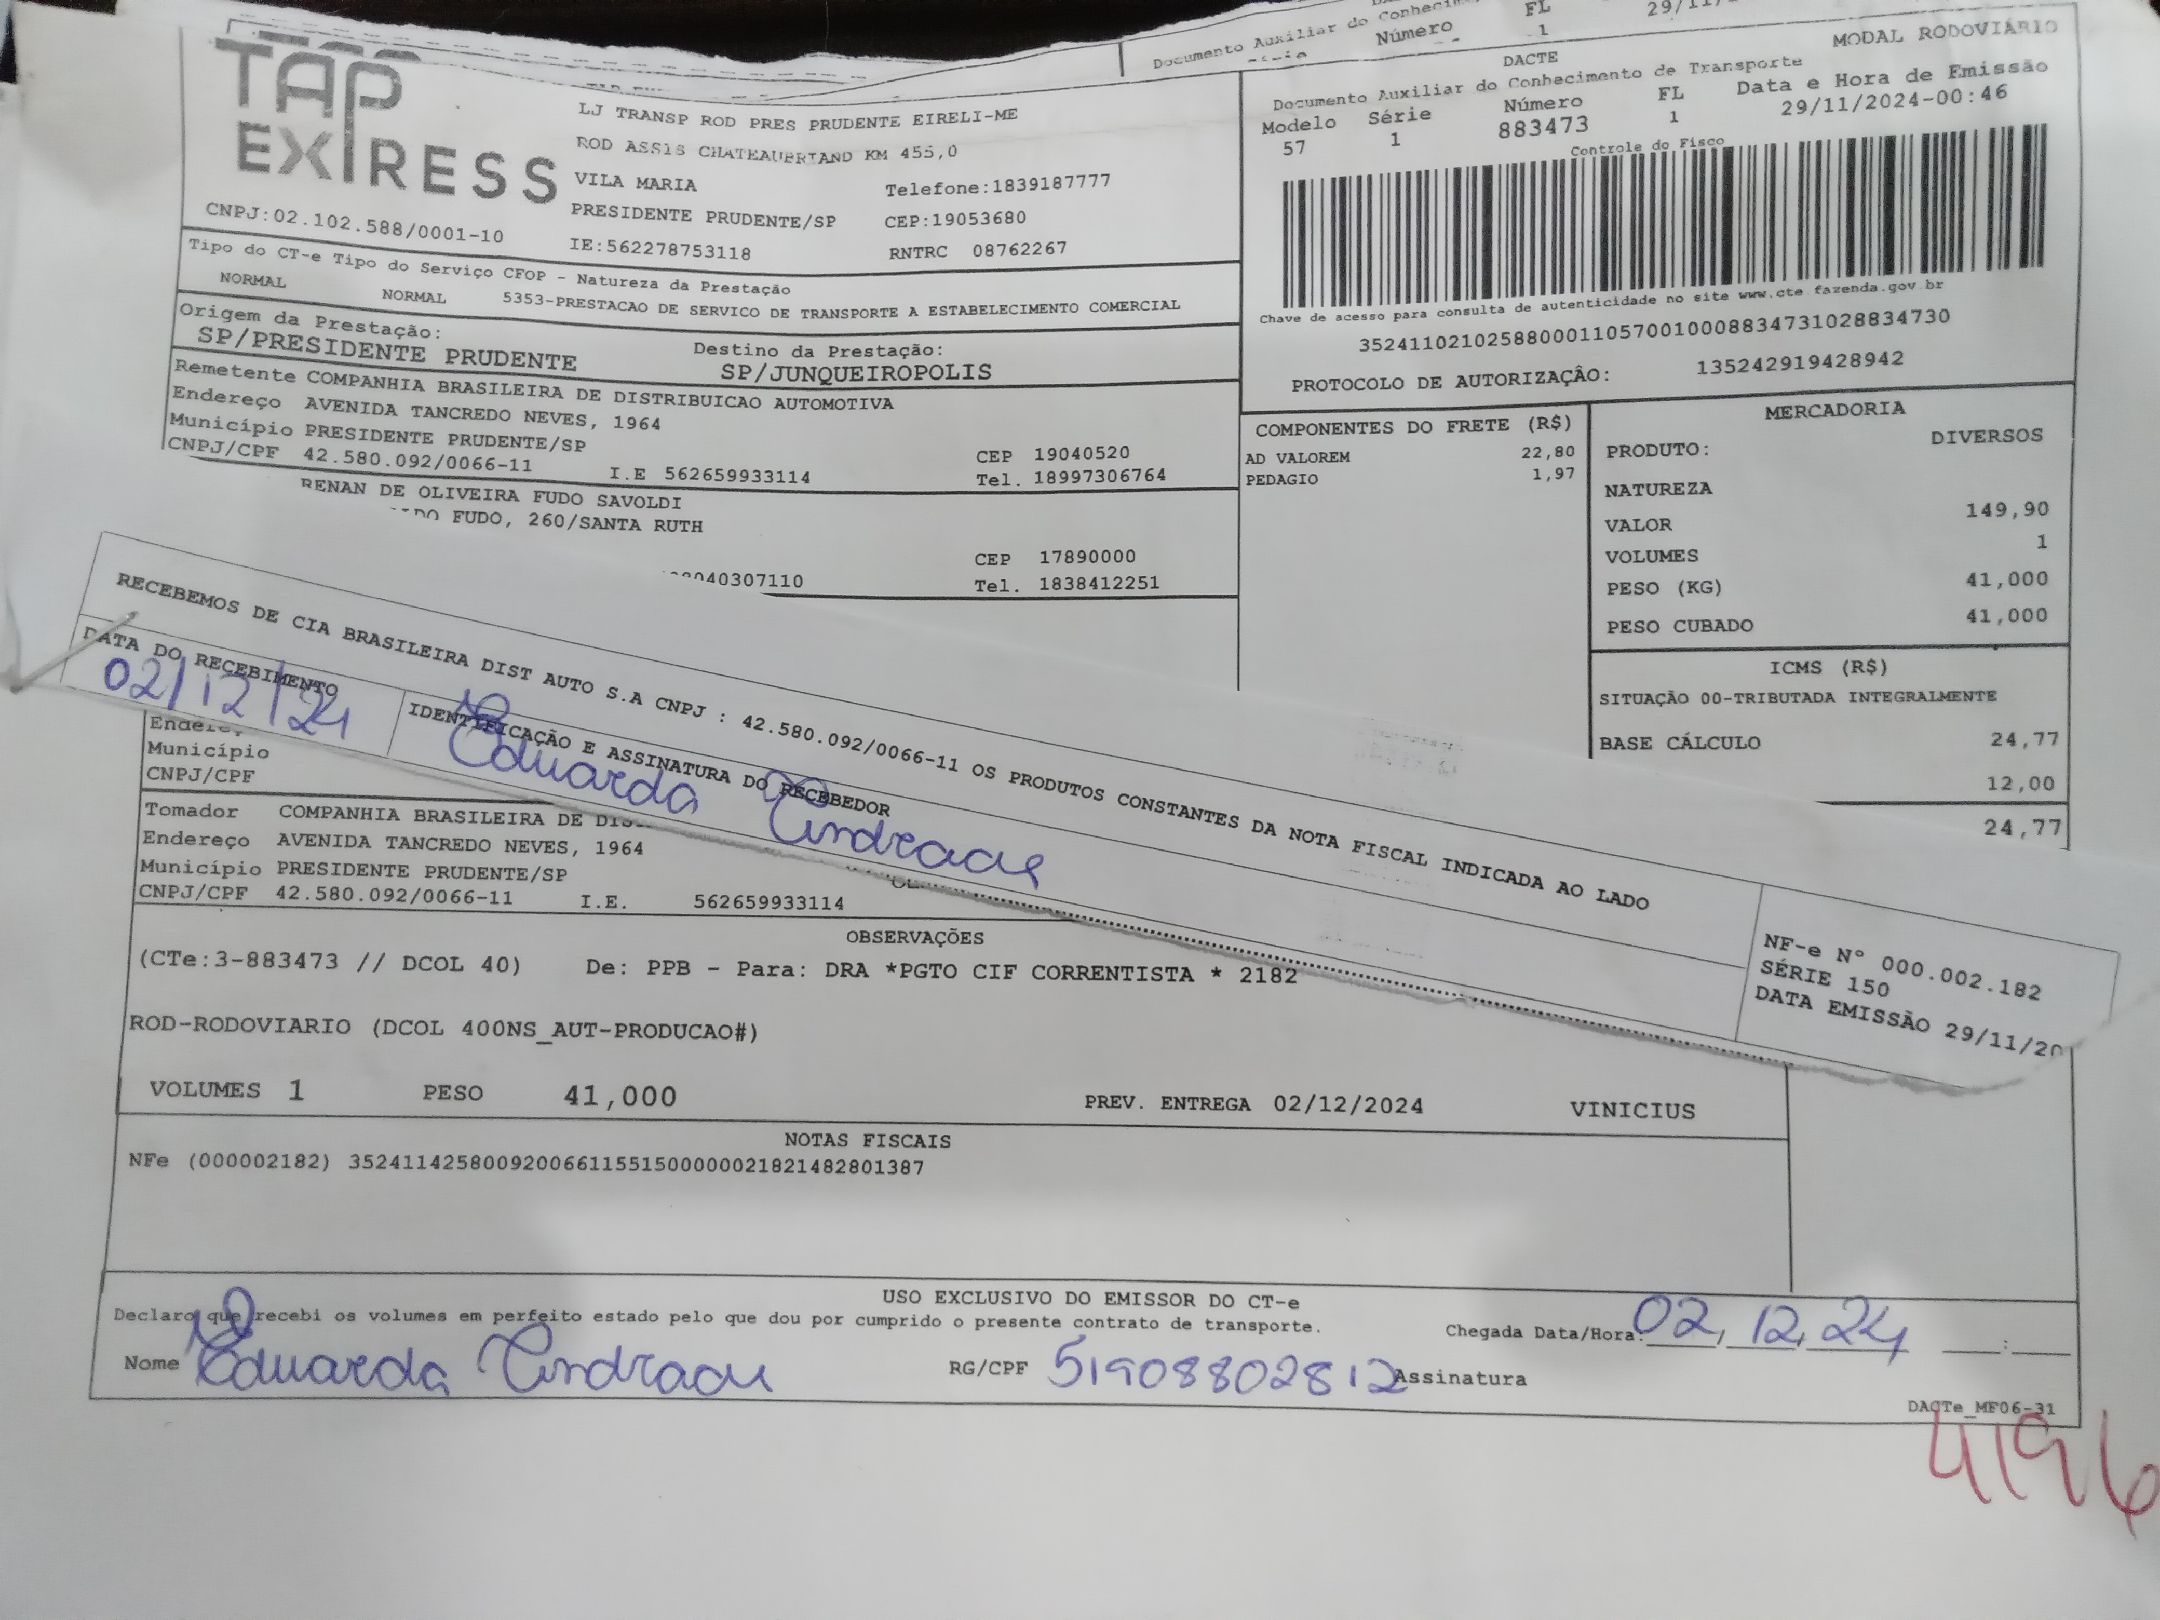 TAP
EXPRESS
LJ TRANSP ROD PRES PRUDENTE EIRELI-ME
ROD ASSIS CHATEAUBRIAND KM 455,0
VILA MARIA Telefone:1839187777
PRESIDENTE PRUDENTE/SP CEP:19053680
CNPJ:02.102.588/0001-10 IE:562278753118 RNTRC 08762267
Documento Auxiliar do
Número FL
1
29/11/
DACTE MODAL RODOVIÁRIO
Documento Auxiliar do Conhecimento de Transporte
Modelo Série Número FL Data e Hora de Emissão
57 1 883473 1 29/11/2024-00:46
Controle do Fisco
Chave de acesso para consulta de autenticidade no site www.cte.fazenda.gov.br
35241102102588000110570010008834731028834730
PROTOCOLO DE AUTORIZAÇÃO: 135242919428942
Tipo do CT-e Tipo do Serviço CFOP - Natureza da Prestação
NORMAL NORMAL 5353-PRESTACAO DE SERVICO DE TRANSPORTE A ESTABELECIMENTO COMERCIAL
Origem da Prestação: Destino da Prestação:
SP/PRESIDENTE PRUDENTE SP/JUNQUEIROPOLIS
Remetente COMPANHIA BRASILEIRA DE DISTRIBUICAO AUTOMOTIVA
Endereço AVENIDA TANCREDO NEVES, 1964
Município PRESIDENTE PRUDENTE/SP CEP 19040520
CNPJ/CPF 42.580.092/0066-11 I.E 562659933114 Tel. 18997306764
RENAN DE OLIVEIRA FUDO SAVOLDI
FUDO, 260/SANTA RUTH
CEP 17890000
040307110 Tel. 1838412251
COMPONENTES DO FRETE (R$)
AD VALOREM 22,80
PEDAGIO 1,97
MERCADORIA
PRODUTO: DIVERSOS
NATUREZA
VALOR 149,90
VOLUMES 1
PESO (KG) 41,000
PESO CUBADO 41,000
ICMS (R$)
SITUAÇÃO 00-TRIBUTADA INTEGRALMENTE
BASE CÁLCULO 24,77
12,00
24,77
RECEBEMOS DE CIA BRASILEIRA DIST AUTO S.A CNPJ : 42.580.092/0066-11 OS PRODUTOS CONSTANTES DA NOTA FISCAL INDICADA AO LADO
DATA DO RECEBIMENTO IDENTIFICAÇÃO E ASSINATURA DO RECEBEDOR
02/12/24 Eduarda Andrade
NF-e Nº 000.002.182
SÉRIE 150
DATA EMISSÃO 29/11/20
Município
CNPJ/CPF
Tomador COMPANHIA BRASILEIRA DE
Endereço AVENIDA TANCREDO NEVES, 1964
Município PRESIDENTE PRUDENTE/SP
CNPJ/CPF 42.580.092/0066-11 I.E. 562659933114
OBSERVAÇÕES
(CTe:3-883473 // DCOL 40) De: PPB - Para: DRA *PGTO CIF CORRENTISTA * 2182
ROD-RODOVIARIO (DCOL 400NS_AUT-PRODUCAO#)
VOLUMES 1 PESO 41,000 PREV. ENTREGA 02/12/2024 VINICIUS
NOTAS FISCAIS
NFe (000002182) 35241142580092006611551500000021821482801387
USO EXCLUSIVO DO EMISSOR DO CT-e
Declaro que recebi os volumes em perfeito estado pelo que dou por cumprido o presente contrato de transporte.
Chegada Data/Hora: 02/12/24 :
Nome Eduarda Andrade RG/CPF 51908802812 Assinatura
DACTe_MF06-31
4196